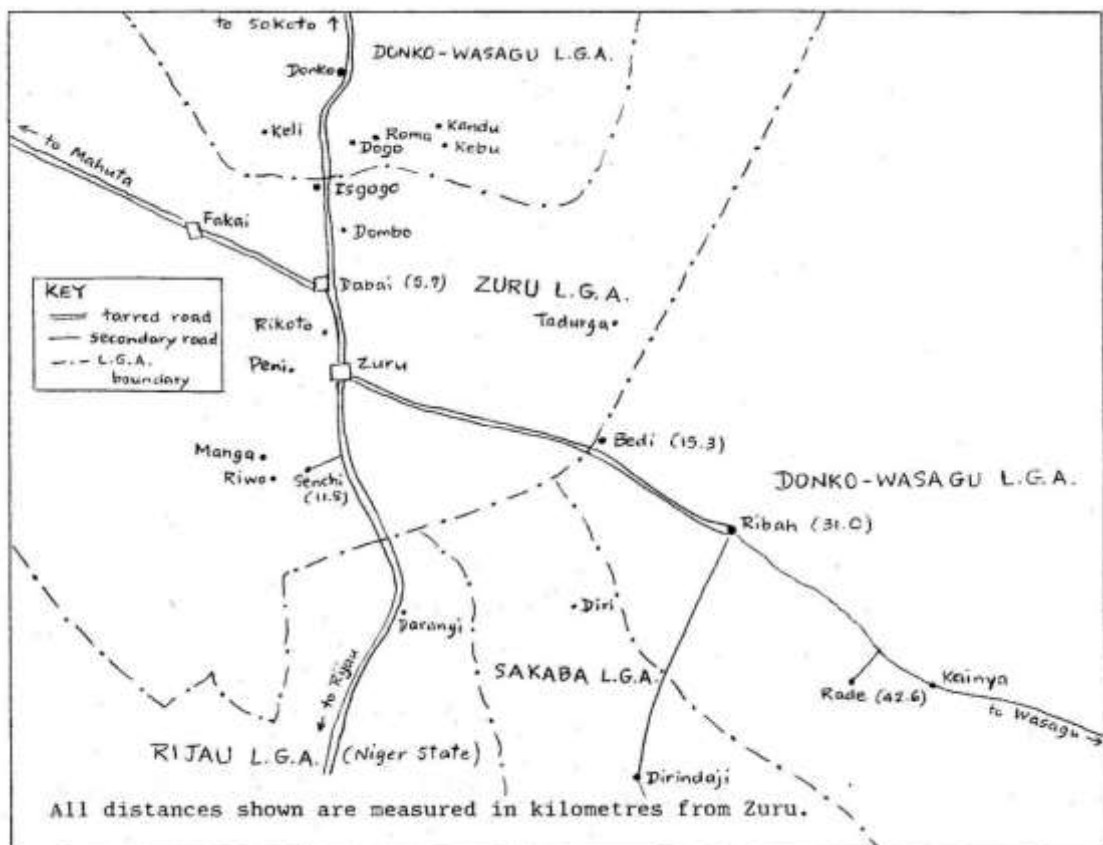 to Sokoto ↑
DONKO-WASAGU L.G.A.
Donko
Keli
Kandu
Roma
Dogo
Kebu
← to Mahuta
Isgogo
Fakai
Dombo
Dabai (5.9)
ZURU L.G.A.
KEY
tarred road
secondary road
L.G.A.
boundary
Tadurga
Rikoto
Peni
Zuru
Bedi (15.3)
Manga
Riwo
Senchi
(11.5)
DONKO-WASAGU L.G.A.
Ribah (31.0)
Diri
Darangi
SAKABA L.G.A.
Rade (42.6)
Kainya
to Wasagu →
← to Rijau
RIJAU L.G.A. (Niger State)
Dirindaji
All distances shown are measured in kilometres from Zuru.